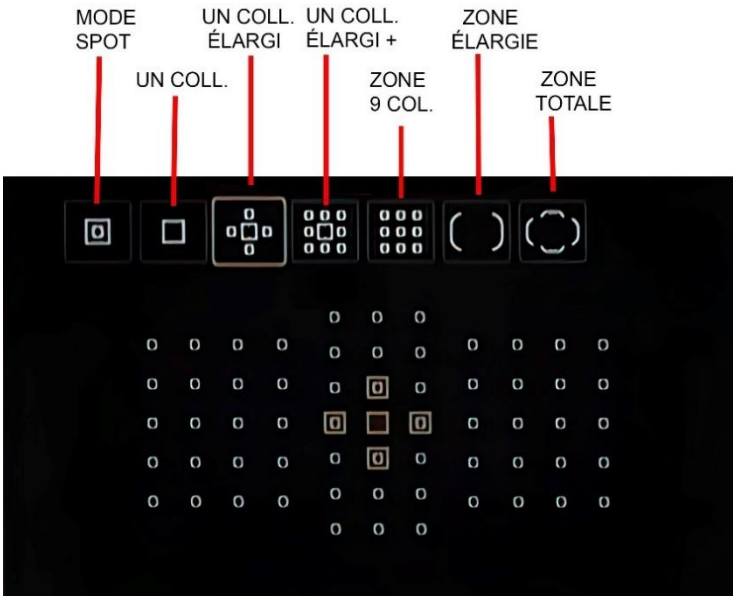 MODE
SPOT
UN COLL.
UN COLL.
ÉLARGI
UN COLL.
ÉLARGI +
ZONE
9 COL.
ZONE
ÉLARGIE
ZONE
TOTALE